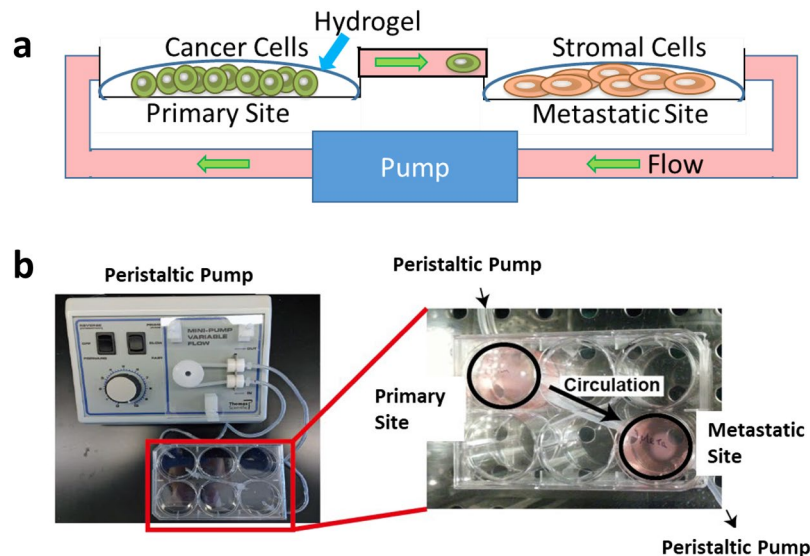 a
Hydrogel
Cancer Cells
Stromal Cells
Primary Site
Metastatic Site
Pump
Flow
b
Peristaltic Pump
Peristaltic Pump
MINI-PUMP
VARIABLE
FLOW
Circulation
Primary
Site
Metastatic
Site
Peristaltic Pump